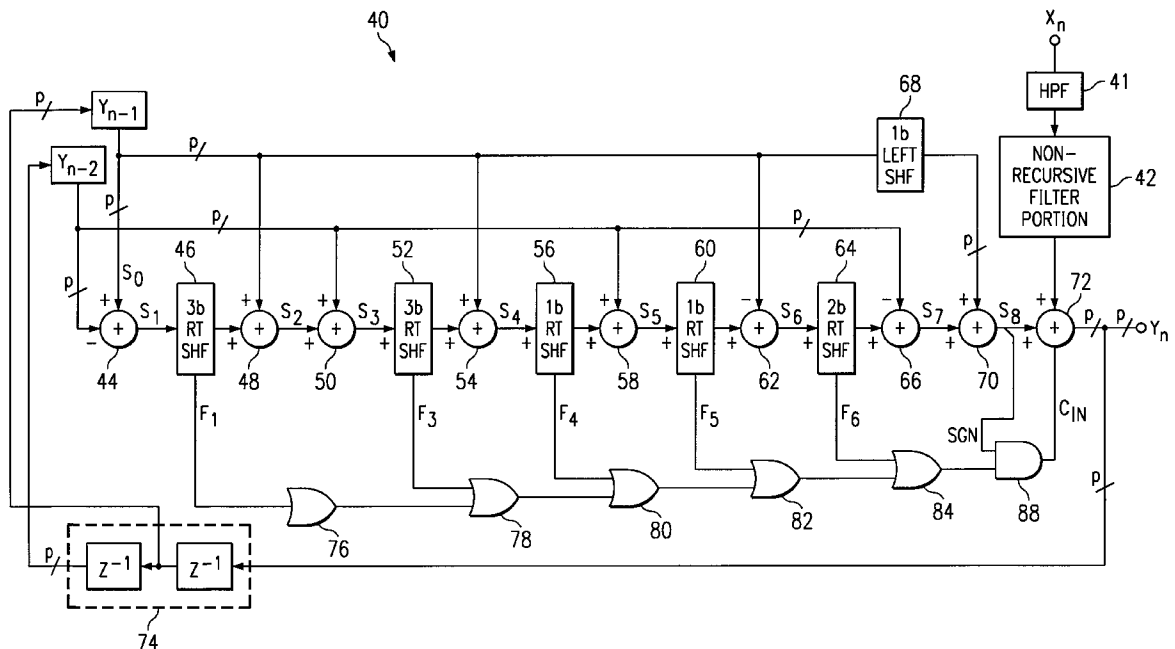 40
Xn
HPF
41
NON-
RECURSIVE
FILTER
PORTION
42
68
1b
LEFT
SHF
p
Yn-1
Yn-2
p
p
p
p
p
p
46
52
56
60
64
72
+
S0
+
+
+
+
-
-
+
+
S1
3b
RT
SHF
S2
S3
3b
RT
SHF
S4
1b
RT
SHF
S5
1b
RT
SHF
S6
2b
RT
SHF
S7
S8
p
p
Yn
+
+
+
+
+
+
+
+
+
-
+
+
+
+
+
+
+
+
44
48
50
54
58
62
66
70
F1
F3
F4
F5
F6
SGN
CIN
p
76
78
80
82
84
88
p
Z-1
Z-1
74